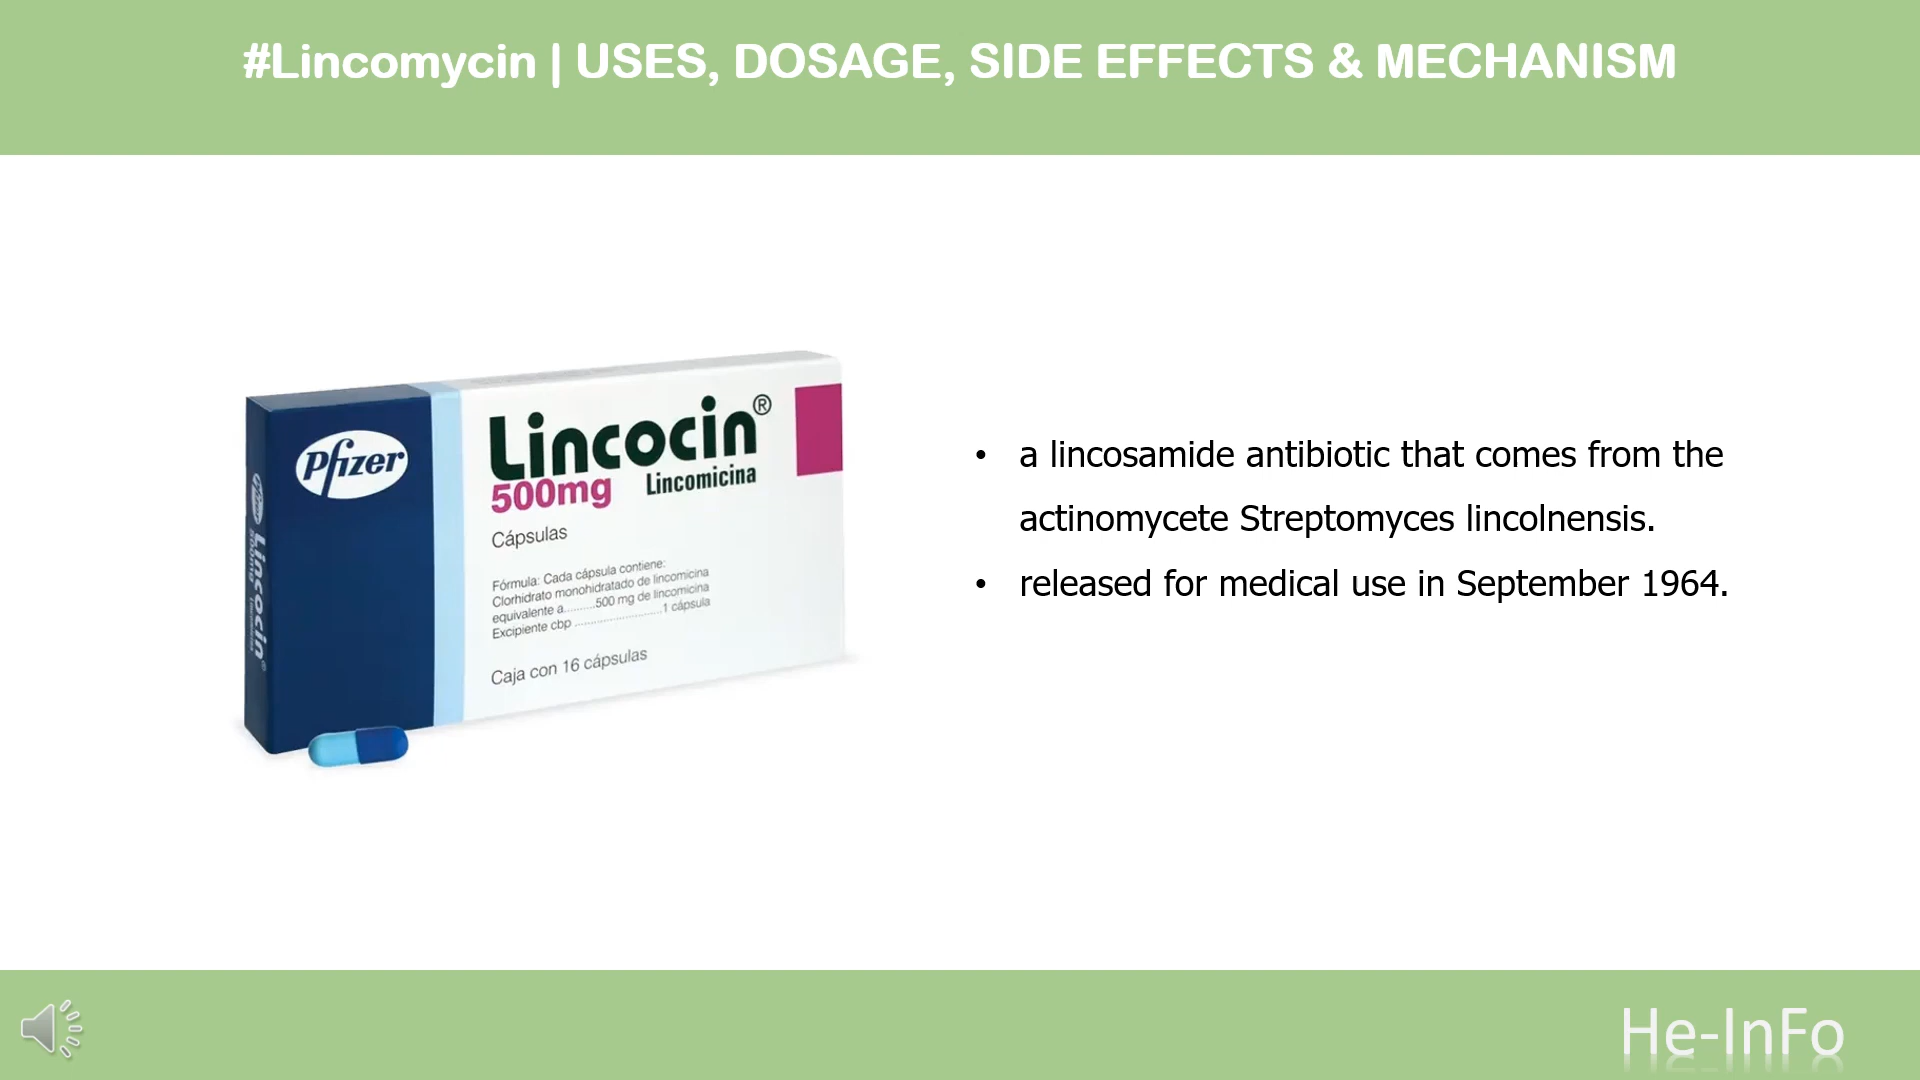 #Lincomycin | USES, DOSAGE, SIDE EFFECTS & MECHANISM
Pfizer
Lincocin®
500mg Lincomicina
Cápsulas
Fórmula: Cada cápsula contiene:
Clorhidrato monohidratado de lincomicina
equivalente a..........500 mg de lincomicina
Excipiente cbp ..........................1 cápsula
Caja con 16 cápsulas
Lincocin®
500mg
• a lincosamide antibiotic that comes from the
actinomycete Streptomyces lincolnensis.
• released for medical use in September 1964.
He-InFo